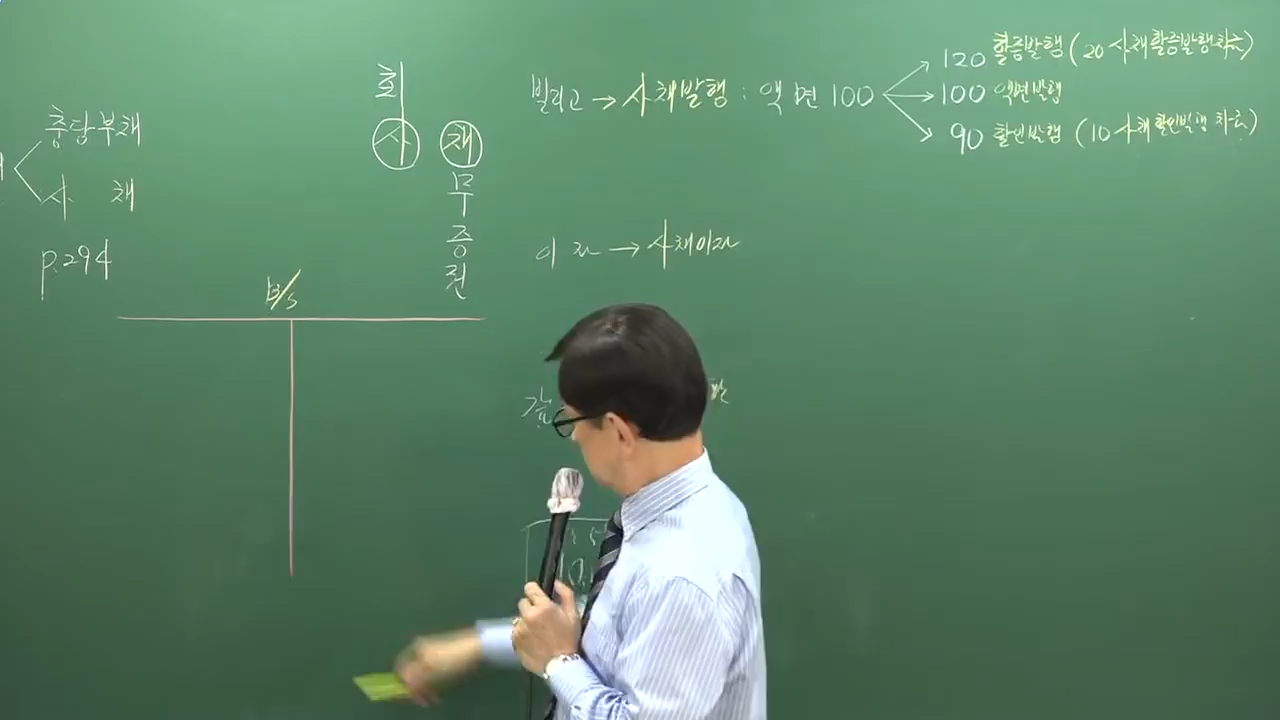 충당부채
사 채
p.294
B/S
회
사 채
무
증
권
빌리고 → 사채발행 : 액면 100
120 할증발행 (20 사채할증발행차금)
100 액면발행
90 할인발행 (10 사채할인발행차금)
이자 → 사채이자